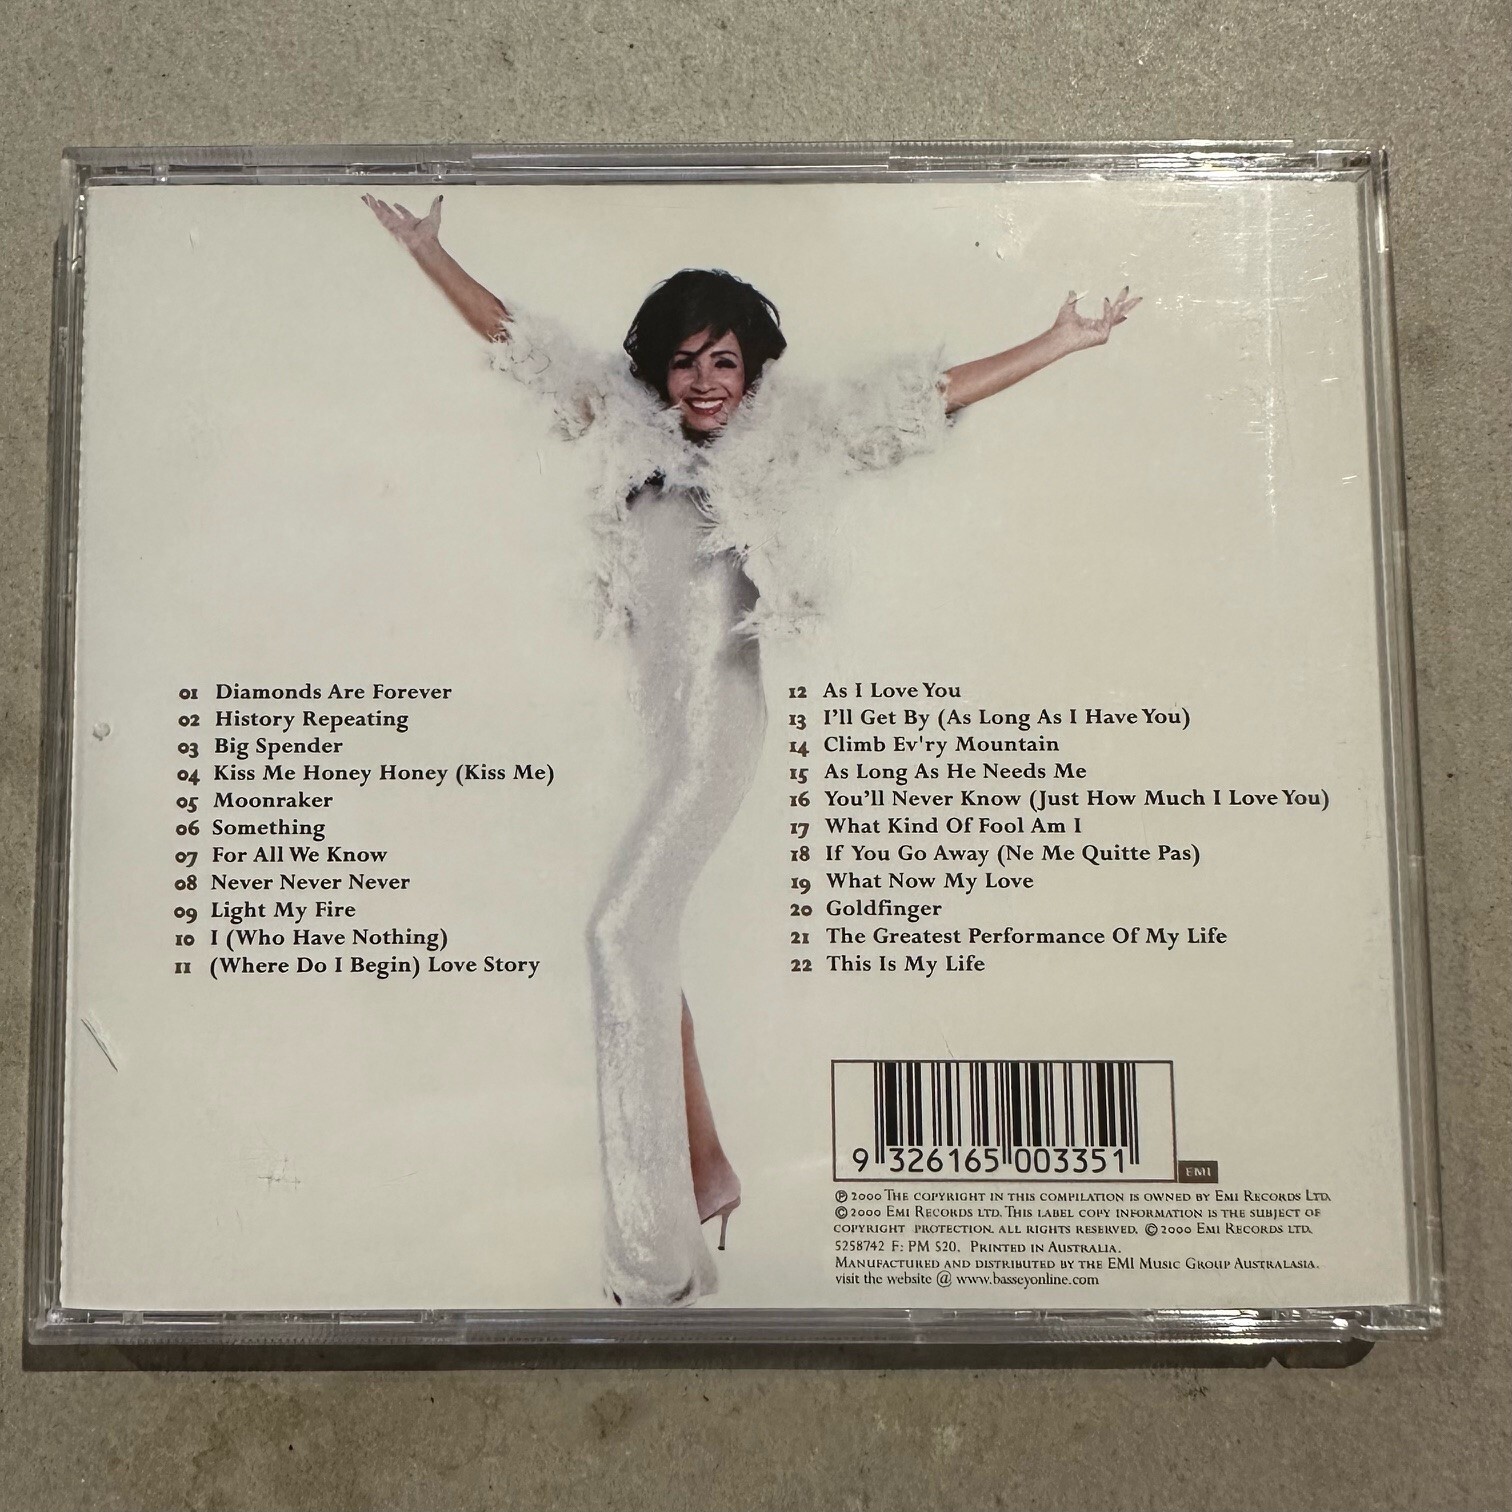 01 Diamonds Are Forever
02 History Repeating
03 Big Spender
04 Kiss Me Honey Honey (Kiss Me)
05 Moonraker
06 Something
07 For All We Know
08 Never Never Never
09 Light My Fire
10 I (Who Have Nothing)
11 (Where Do I Begin) Love Story
12 As I Love You
13 I'll Get By (As Long As I Have You)
14 Climb Ev'ry Mountain
15 As Long As He Needs Me
16 You'll Never Know (Just How Much I Love You)
17 What Kind Of Fool Am I
18 If You Go Away (Ne Me Quitte Pas)
19 What Now My Love
20 Goldfinger
21 The Greatest Performance Of My Life
22 This Is My Life
9 326165 003351
EMI
℗ 2000 The copyright in this compilation is owned by Emi Records Ltd.
© 2000 Emi Records ltd. This label copy information is the subject of
copyright protection. all rights reserved. © 2000 Emi Records ltd.
5258742 F: PM 520. Printed in Australia.
Manufactured and distributed by the EMI Music Group Australasia.
visit the website @ www.basseyonline.com